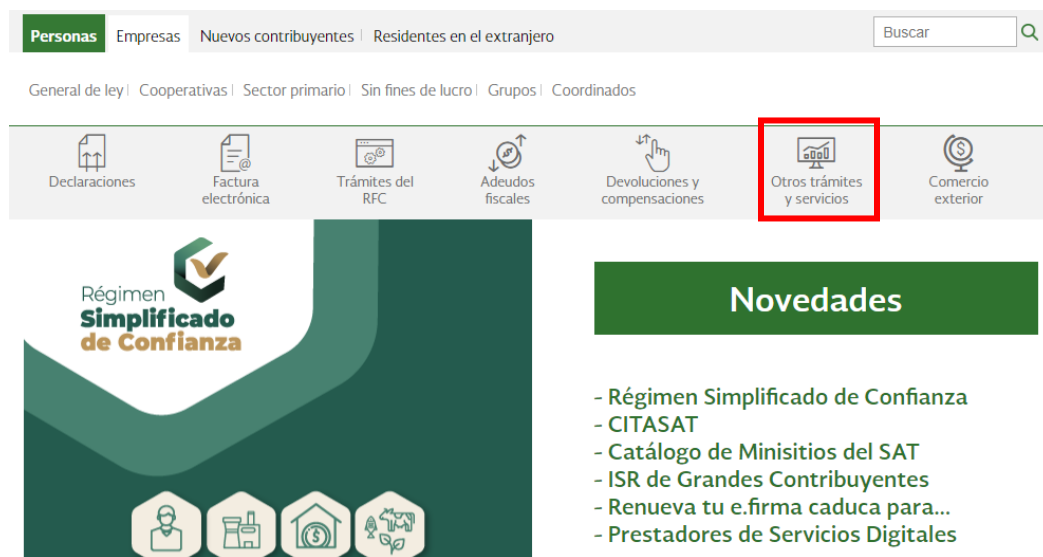 Personas Empresas Nuevos contribuyentes | Residentes en el extranjero Buscar
General de ley | Cooperativas | Sector primario | Sin fines de lucro | Grupos | Coordinados
Declaraciones
Factura
electrónica
Trámites del
RFC
Adeudos
fiscales
Devoluciones y
compensaciones
Otros trámites
y servicios
Comercio
exterior
Régimen
Simplificado
de Confianza
Novedades
- Régimen Simplificado de Confianza
- CITASAT
- Catálogo de Minisitios del SAT
- ISR de Grandes Contribuyentes
- Renueva tu e.firma caduca para...
- Prestadores de Servicios Digitales